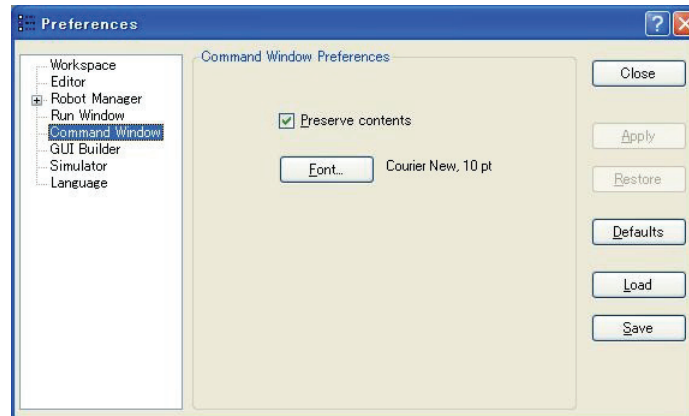 Preferences
Workspace
Editor
Robot Manager
Run Window
Command Window
GUI Builder
Simulator
Language
Command Window Preferences
Preserve contents
Font...
Courier New, 10 pt
Close
Apply
Restore
Defaults
Load
Save